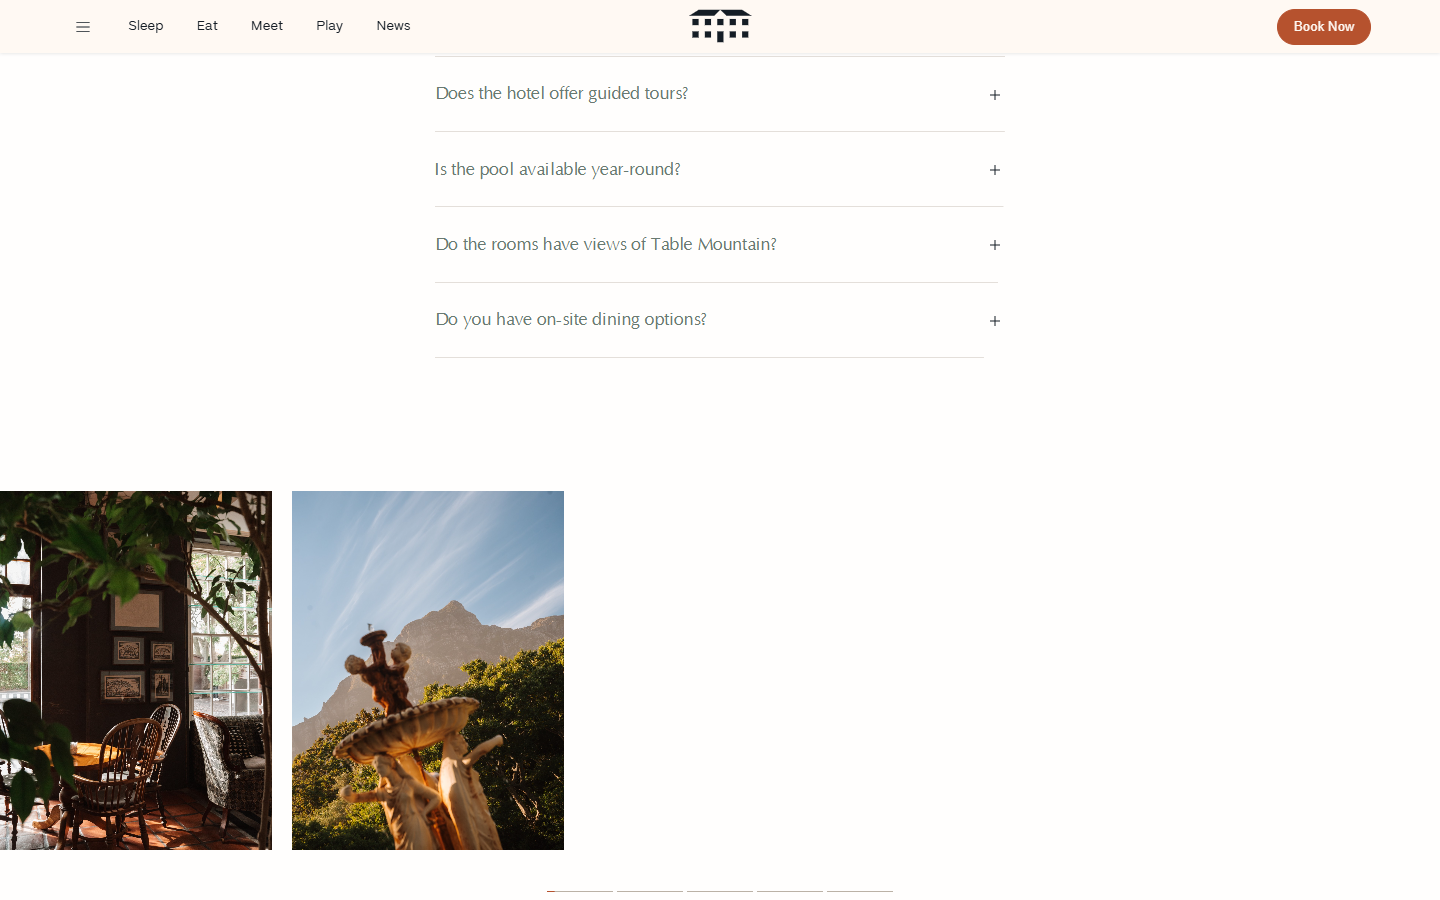 Sleep
Eat
Meet
Play
News
Book Now
Does the hotel offer guided tours?
Is the pool available year-round?
Do the rooms have views of Table Mountain?
Do you have on-site dining options?